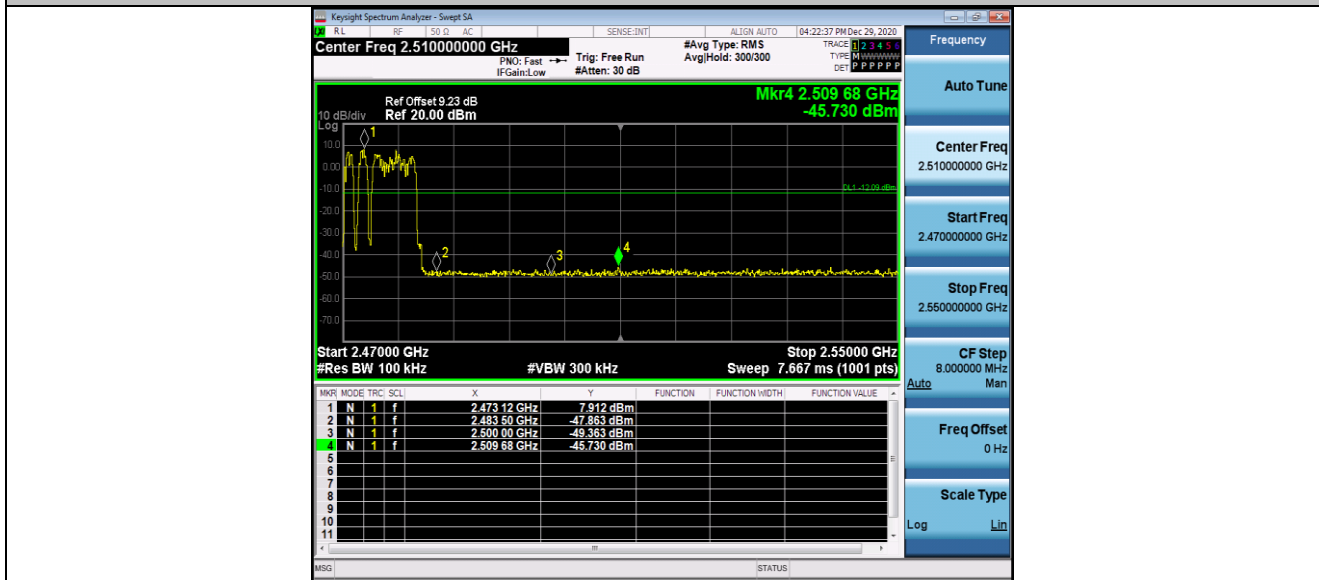 Keysight Spectrum Analyzer - Swept SA
RL RF 50 Ω AC SENSE:INT ALIGN AUTO 04:22:37 PM Dec 29, 2020
Center Freq 2.510000000 GHz
PNO: Fast
IFGain:Low
Trig: Free Run
#Atten: 30 dB
#Avg Type: RMS
Avg|Hold: 300/300
TRACE 1 2 3 4 5 6
TYPE M WWWWW
DET P P P P P P
Mkr4 2.509 68 GHz
-45.730 dBm
Ref Offset 9.23 dB
10 dB/div Ref 20.00 dBm
Log
10.0
0.00
-10.0
-20.0
-30.0
-40.0
-50.0
-60.0
-70.0
1
2
3
4
DL1 -12.09 dBm
Start 2.47000 GHz Stop 2.55000 GHz
#Res BW 100 kHz #VBW 300 kHz Sweep 7.667 ms (1001 pts)
MKR MODE TRC SCL X Y FUNCTION FUNCTION WIDTH FUNCTION VALUE
1 N 1 f 2.473 12 GHz 7.912 dBm
2 N 1 f 2.483 50 GHz -47.863 dBm
3 N 1 f 2.500 00 GHz -49.363 dBm
4 N 1 f 2.509 68 GHz -45.730 dBm
5
6
7
8
9
10
11
MSG STATUS
Frequency
Auto Tune
Center Freq
2.510000000 GHz
Start Freq
2.470000000 GHz
Stop Freq
2.550000000 GHz
CF Step
8.000000 MHz
Auto Man
Freq Offset
0 Hz
Scale Type
Log Lin